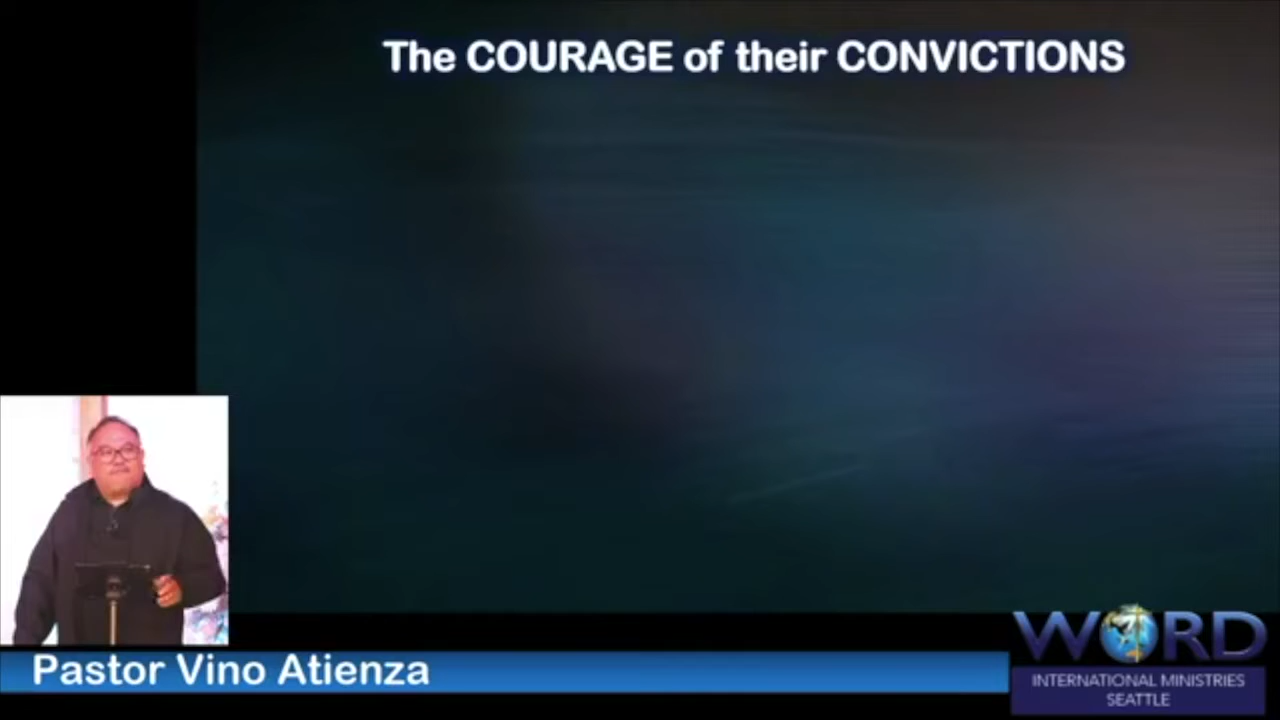 The COURAGE of their CONVICTIONS
Pastor Vino Atienza
WORD
INTERNATIONAL MINISTRIES
SEATTLE